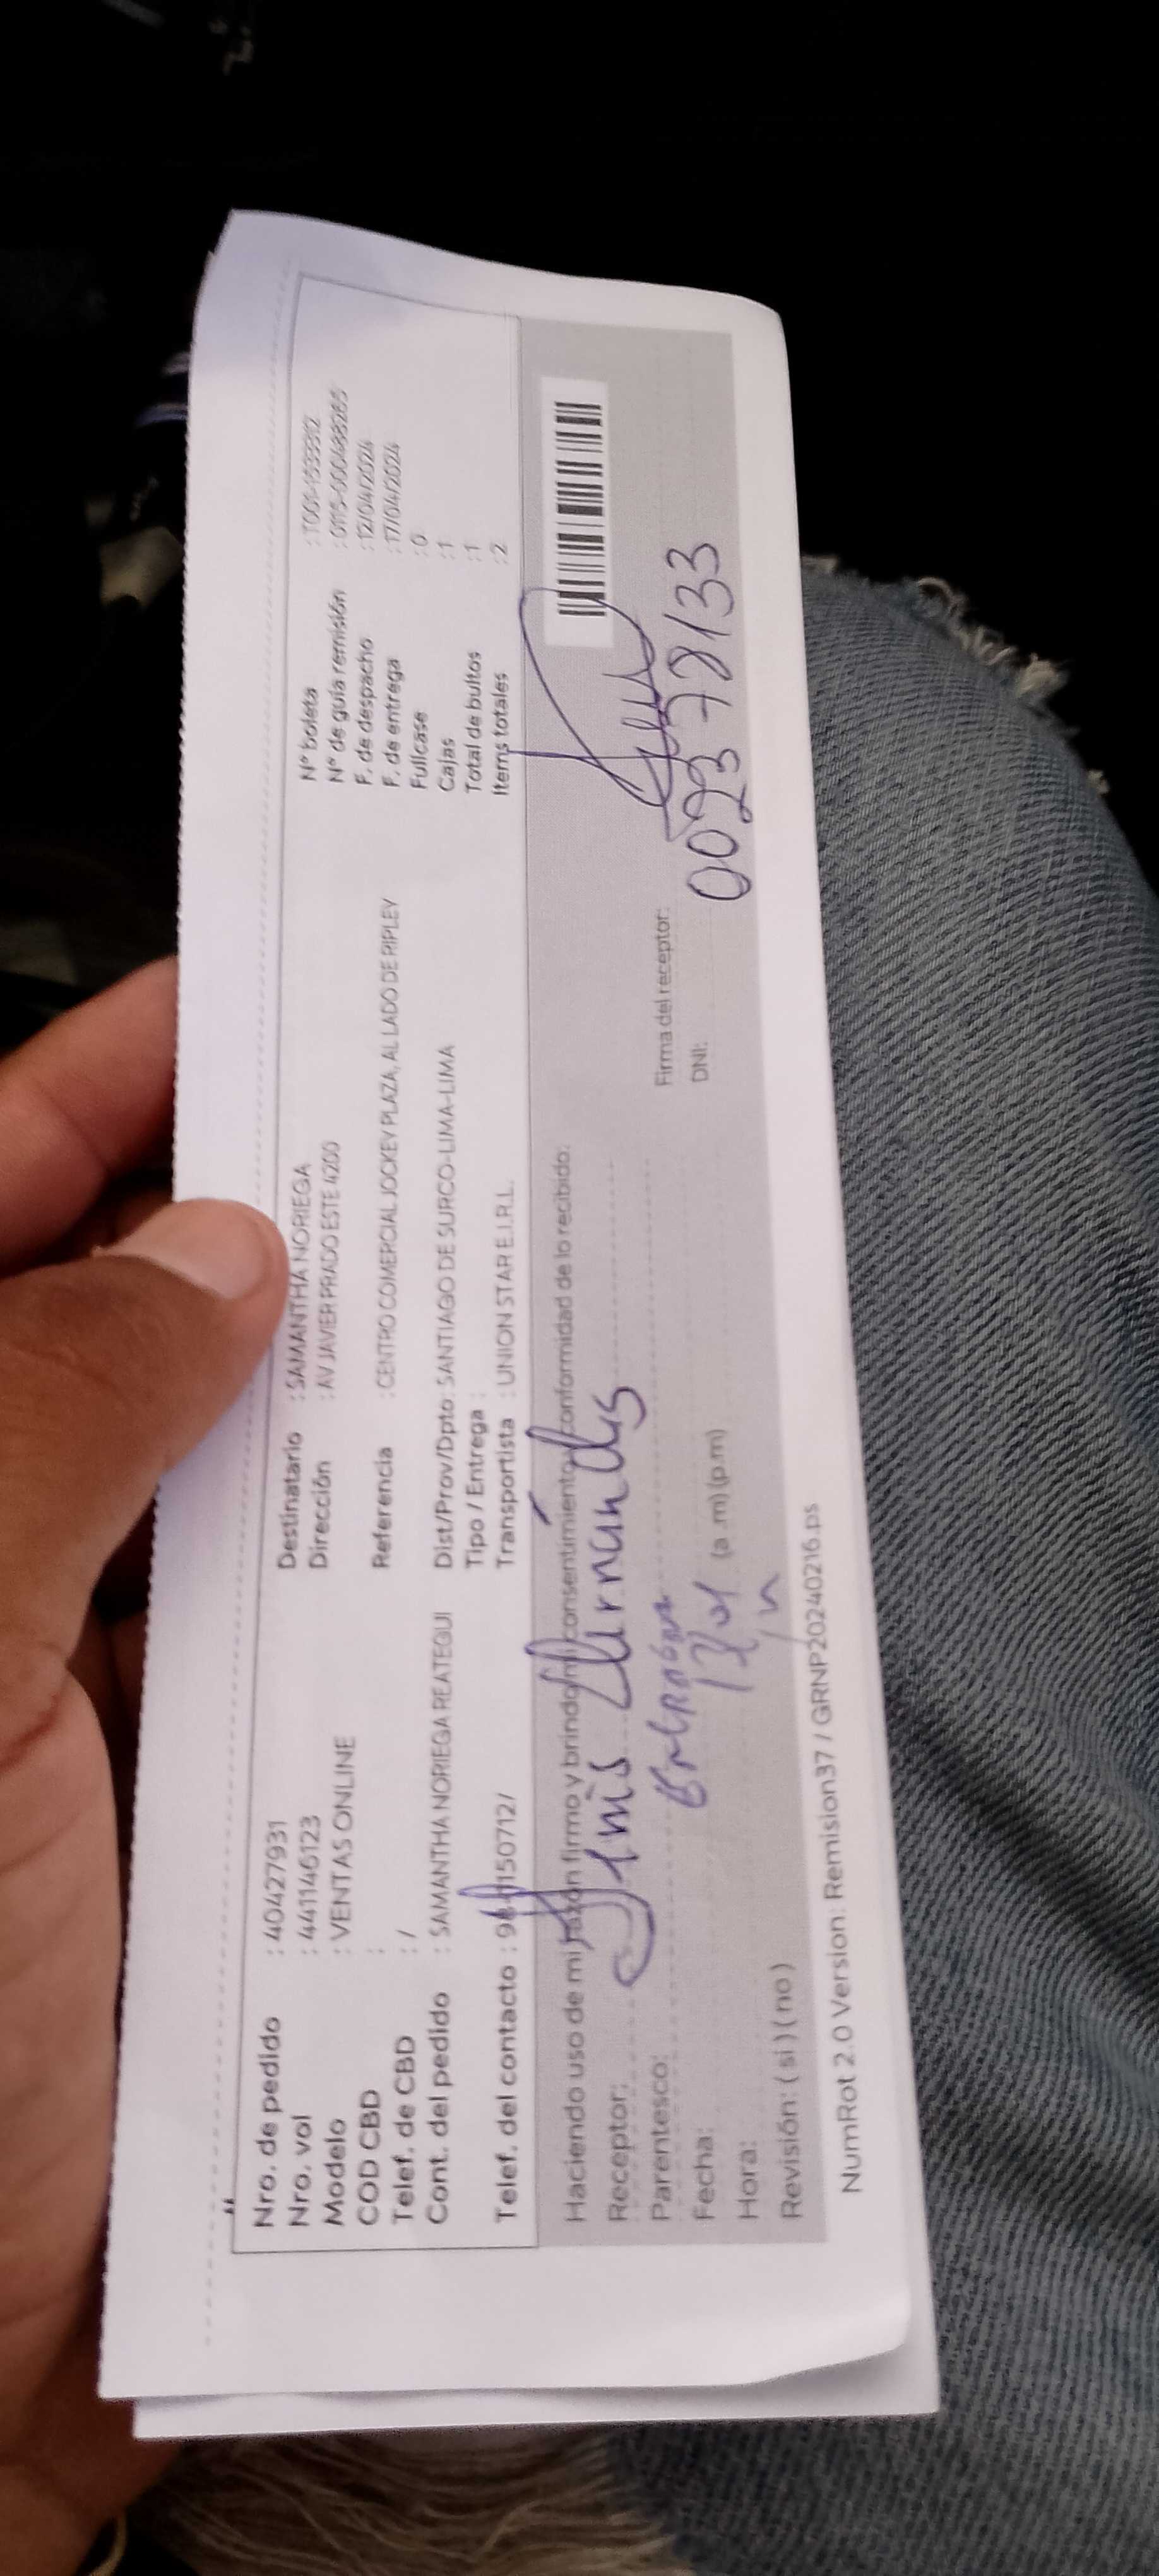 Nro. de pedido : 40427931
Nro. vol : 441146123
Modelo : VENTAS ONLINE
COD CBD :
Telef. de CBD : /
Cont. del pedido : SAMANTHA NORIEGA REATEGUI
Telef. del contacto : 150712/
Destinatario : SAMANTHA NORIEGA
Dirección : AV JAVIER PRADO ESTE 4200
Referencia : CENTRO COMERCIAL JOCKEY PLAZA, AL LADO DE RIPLEY
Dist/Prov/Dpto : SANTIAGO DE SURCO-LIMA-LIMA
Tipo / Entrega :
Transportista : UNION STAR E.I.R.L.
N° boleta
N° de guía remisión
F. de despacho : 12/04/2024
F. de entrega : 17/04/2024
Fullcase : 0
Cajas : 1
Total de bultos : 1
Items totales : 2
Haciendo uso de mi razón firmo y brindo mi consentimiento conformidad de lo recibido:
Receptor:
Parentesco:
Fecha:
Hora: (a m) (p.m)
Revisión: ( si ) ( no )
Firma del receptor:
DNI: 002378133
NumRot 2.0 Version: Remision37 / GRNP20240216.ps